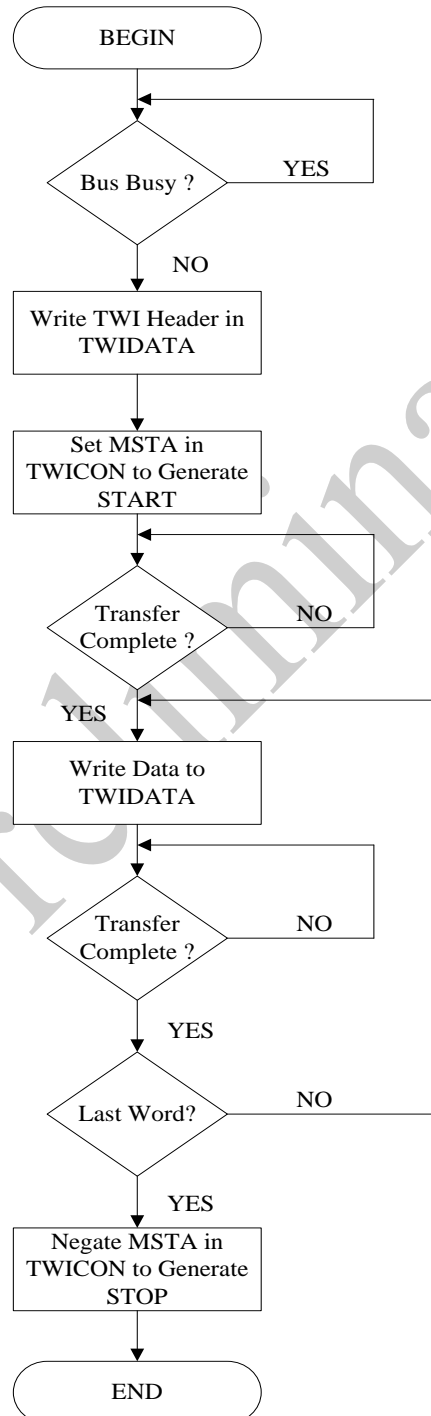 BEGIN
Bus Busy ?
YES
NO
Write TWI Header in
TWIDATA
Set MSTA in
TWICON to Generate
START
Transfer
Complete ?
NO
YES
Write Data to
TWIDATA
Transfer
Complete ?
NO
YES
Last Word?
NO
YES
Negate MSTA in
TWICON to Generate
STOP
END